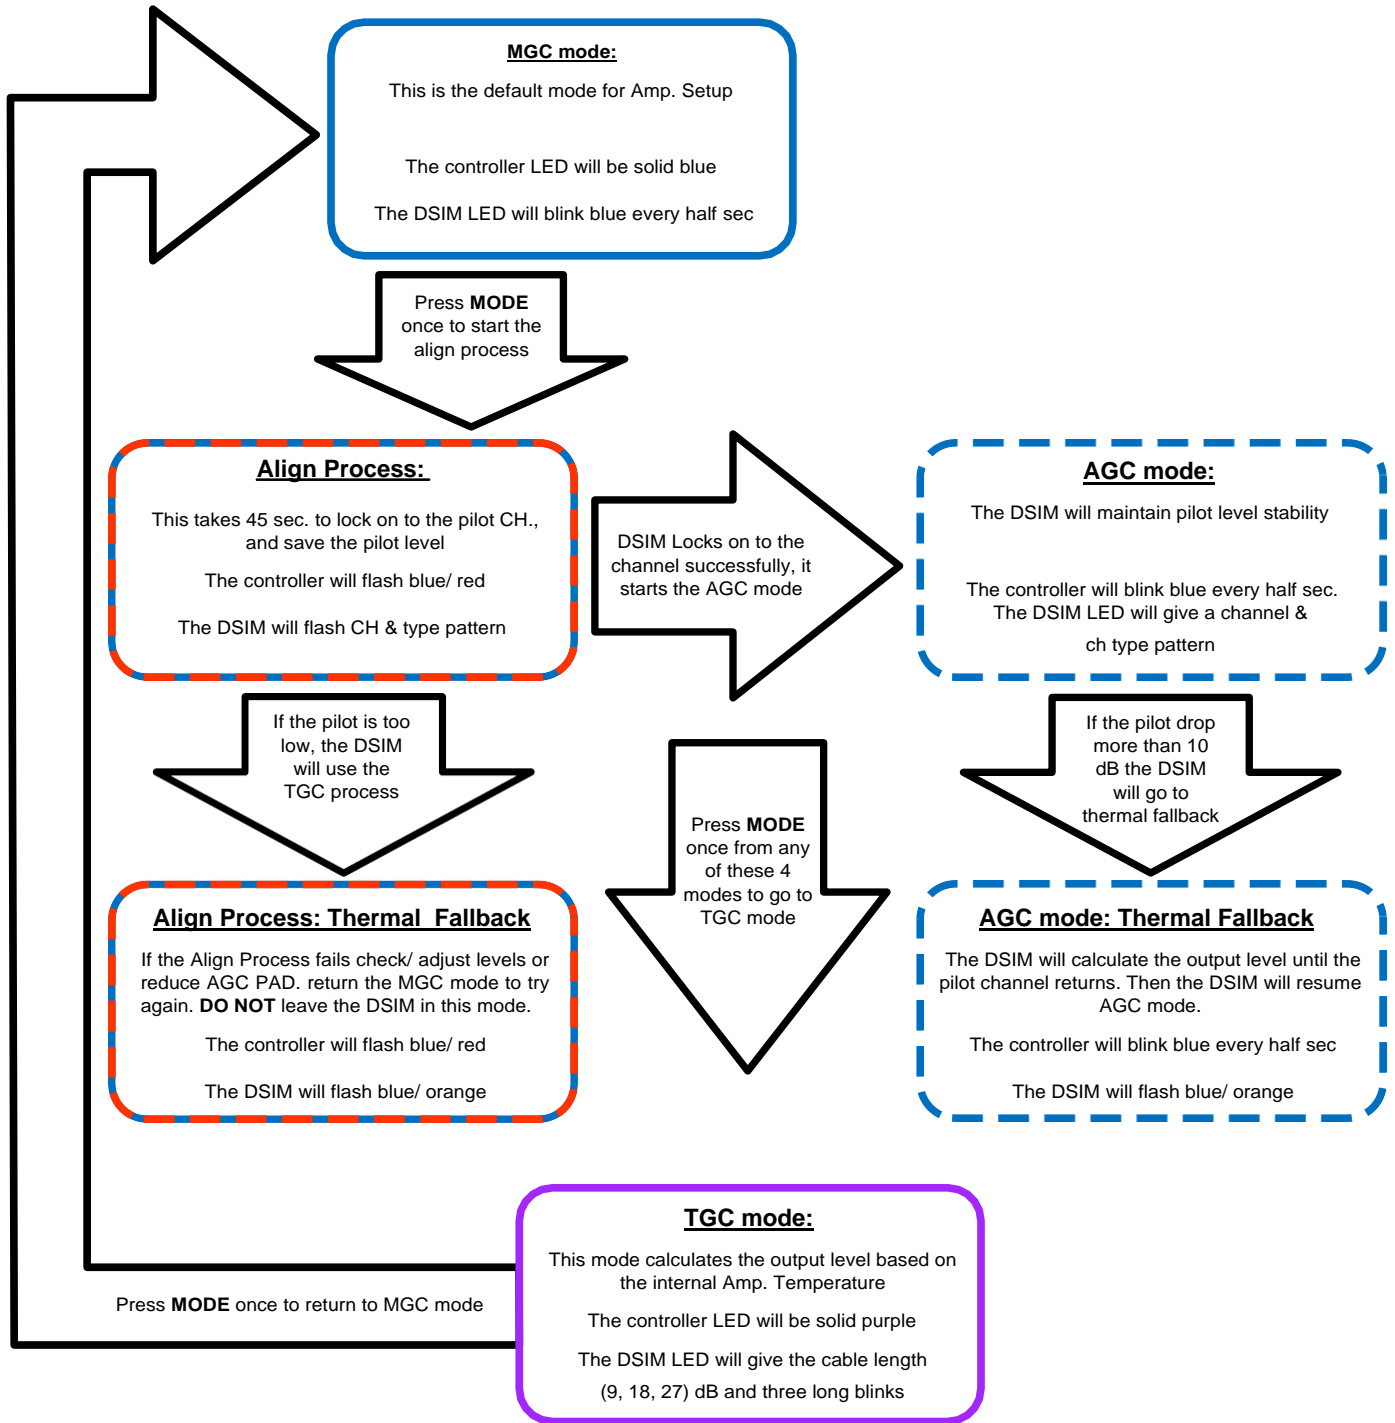 MGC mode:
This is the default mode for Amp. Setup
The controller LED will be solid blue
The DSIM LED will blink blue every half sec
Press MODE
once to start the
align process
Align Process:
This takes 45 sec. to lock on to the pilot CH.,
and save the pilot level
The controller will flash blue/ red
The DSIM will flash CH & type pattern
DSIM Locks on to the
channel successfully, it
starts the AGC mode
AGC mode:
The DSIM will maintain pilot level stability
The controller will blink blue every half sec.
The DSIM LED will give a channel &
ch type pattern
If the pilot is too
low, the DSIM
will use the
TGC process
Press MODE
once from any
of these 4
modes to go to
TGC mode
If the pilot drop
more than 10
dB the DSIM
will go to
thermal fallback
Align Process: Thermal  Fallback
If the Align Process fails check/ adjust levels or
reduce AGC PAD. return the MGC mode to try
again. DO NOT leave the DSIM in this mode.
The controller will flash blue/ red
The DSIM will flash blue/ orange
AGC mode: Thermal Fallback
The DSIM will calculate the output level until the
pilot channel returns. Then the DSIM will resume
AGC mode.
The controller will blink blue every half sec
The DSIM will flash blue/ orange
TGC mode:
This mode calculates the output level based on
the internal Amp. Temperature
The controller LED will be solid purple
The DSIM LED will give the cable length
(9, 18, 27) dB and three long blinks
Press MODE once to return to MGC mode